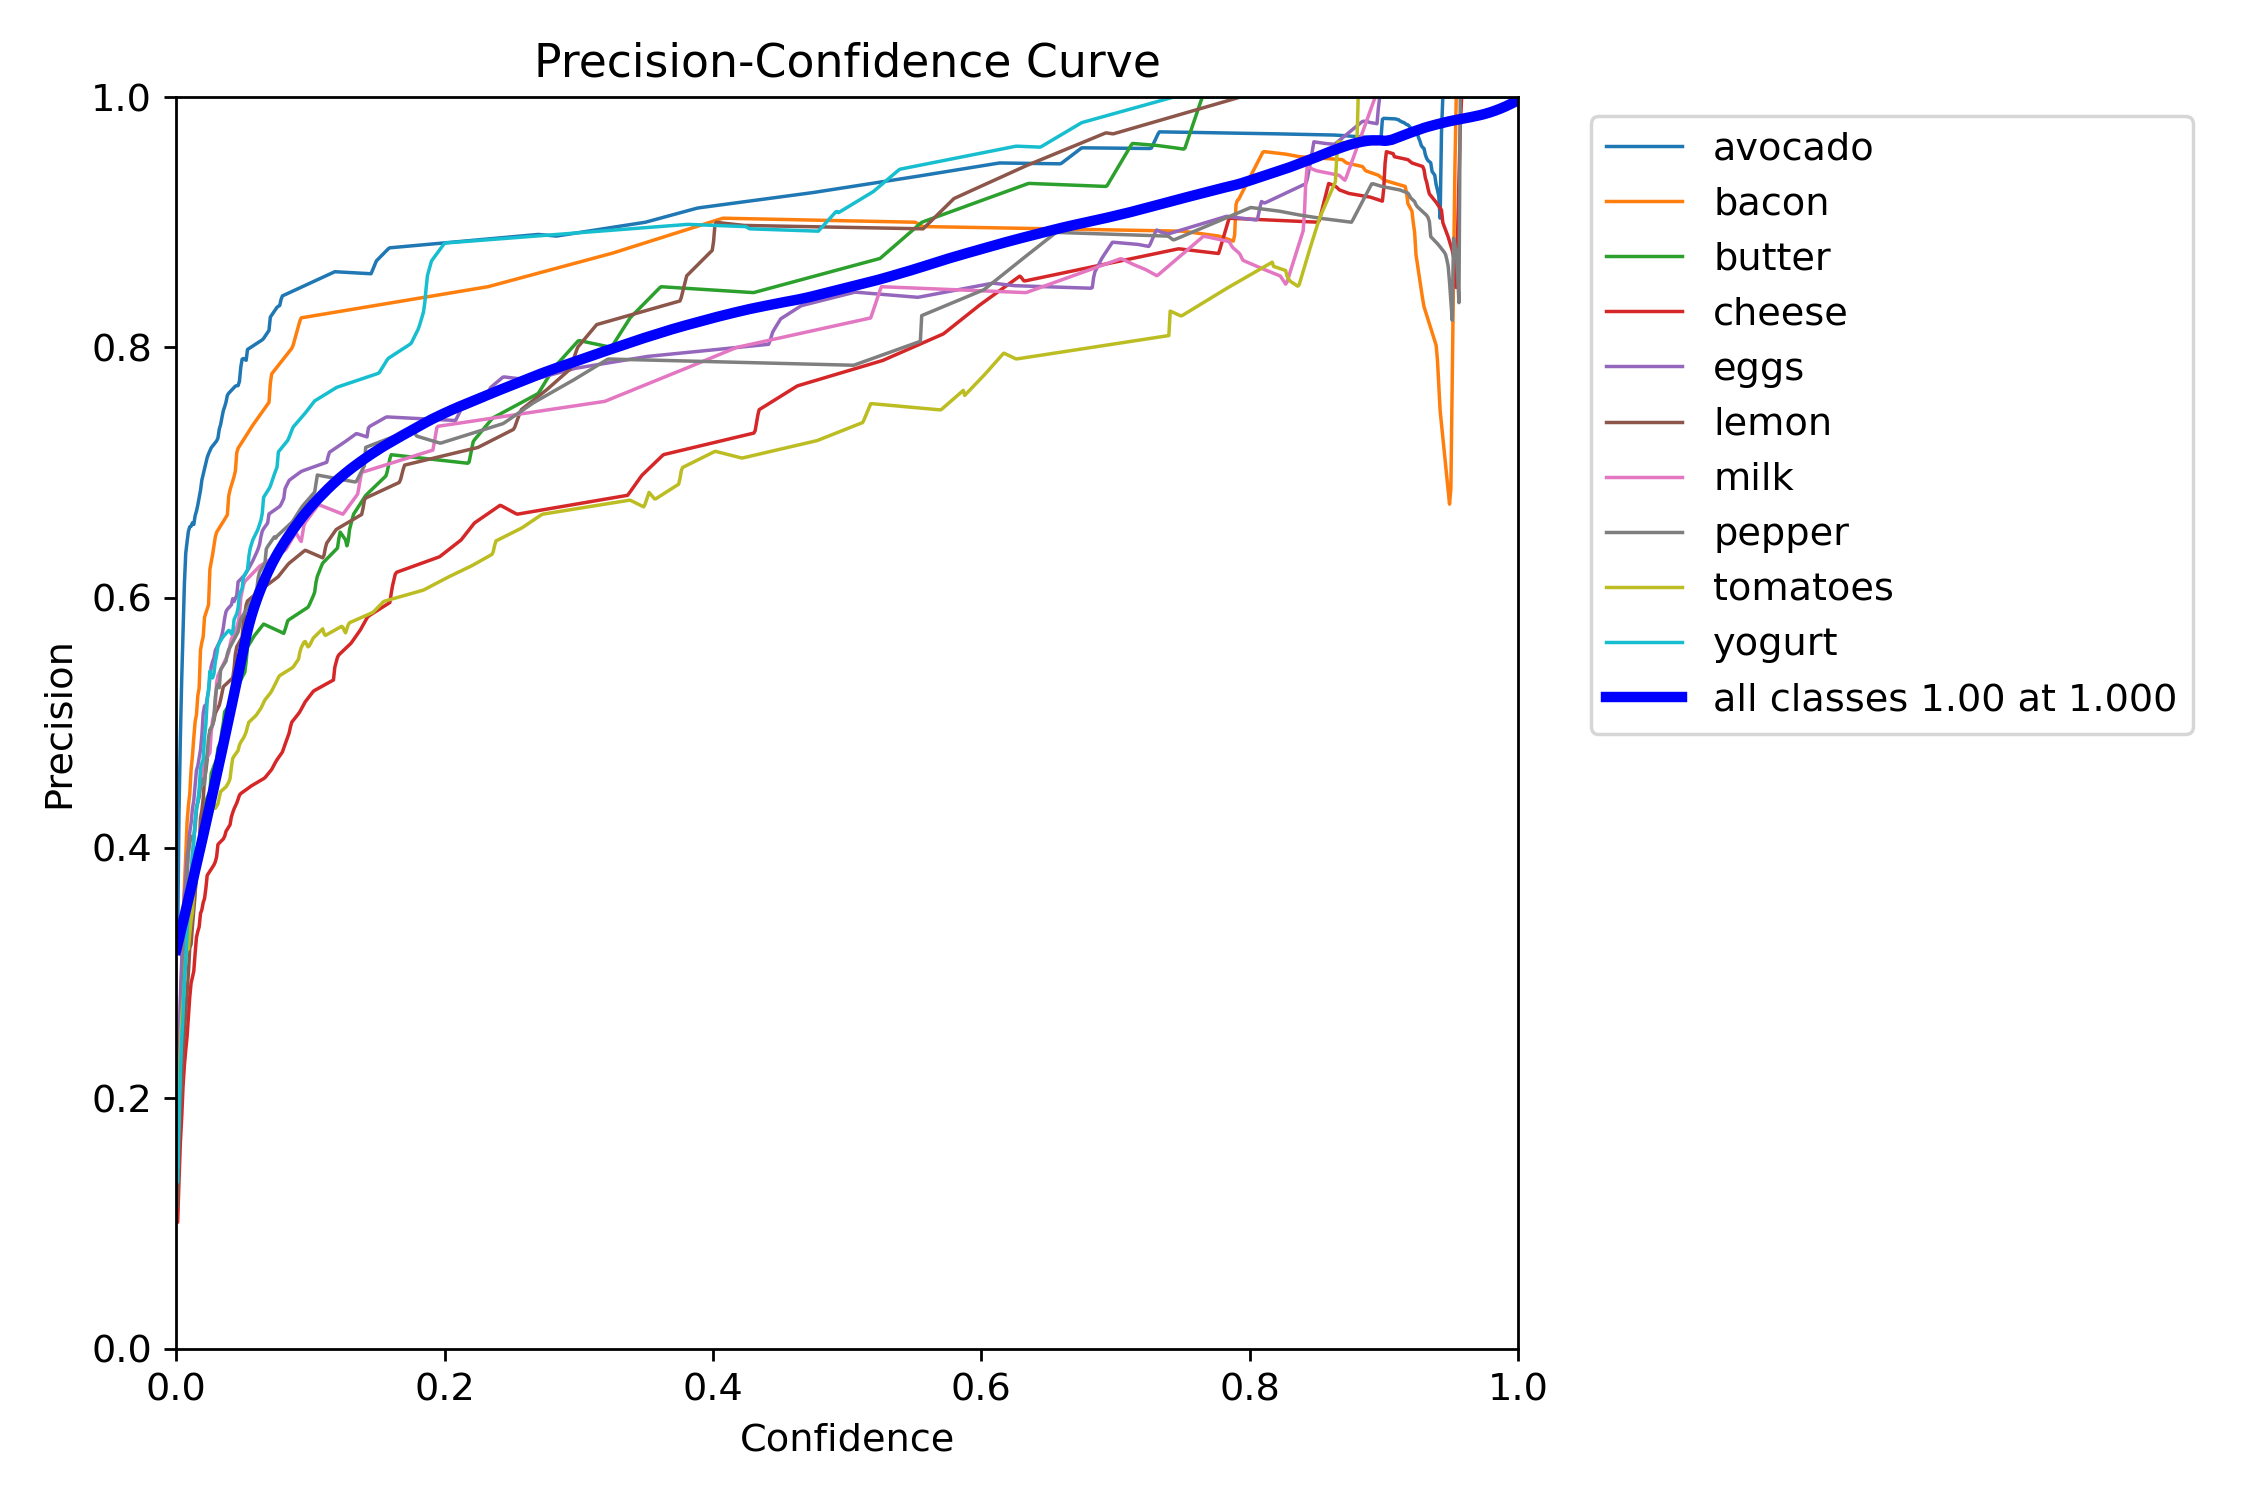 Precision-Confidence Curve
1.0
0.8
0.6
0.4
0.2
0.0
Precision
0.0 0.2 0.4 0.6 0.8 1.0
Confidence
avocado
bacon
butter
cheese
eggs
lemon
milk
pepper
tomatoes
yogurt
all classes 1.00 at 1.000